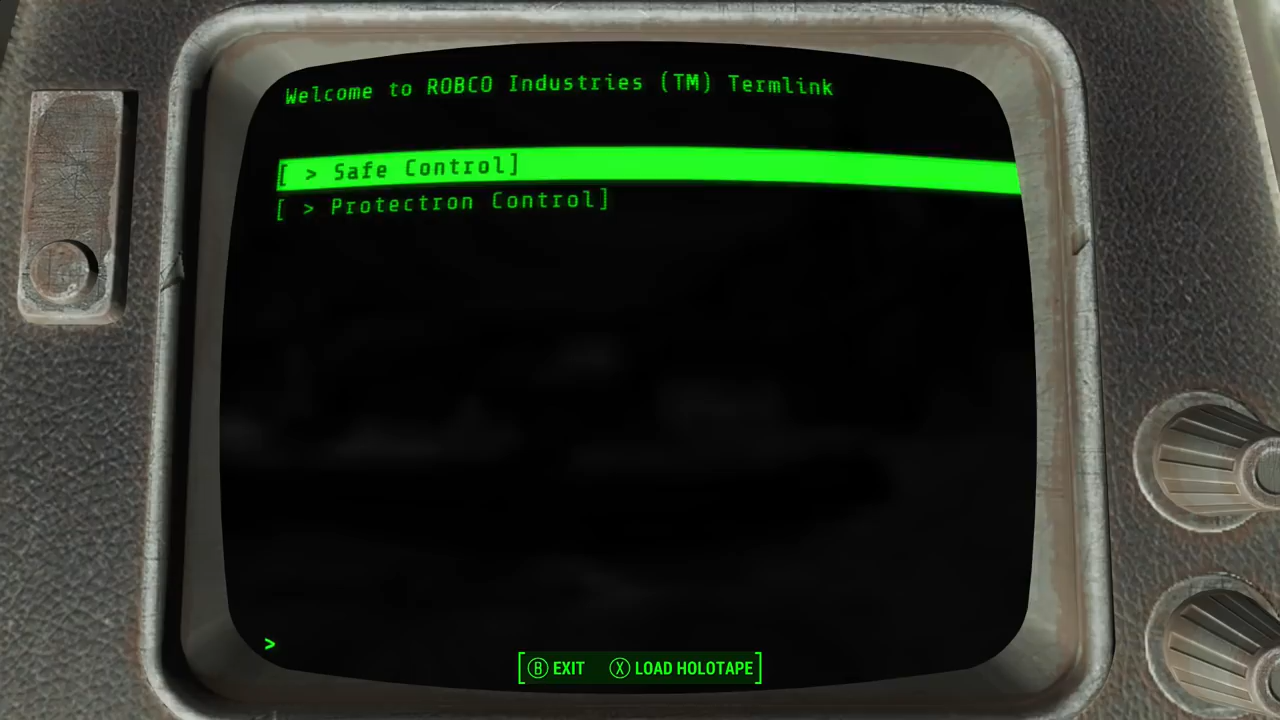 Welcome to ROBCO Industries (TM) Termlink
[ > Safe Control]
[ > Protectron Control]
>
[Ⓑ EXIT Ⓧ LOAD HOLOTAPE]